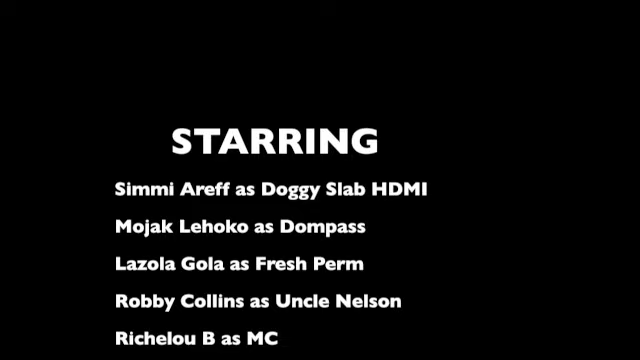 STARRING
Simmi Areff as Doggy Slab HDMI
Mojak Lehoko as Dompass
Lazola Gola as Fresh Perm
Robby Collins as Uncle Nelson
Richelou B as MC